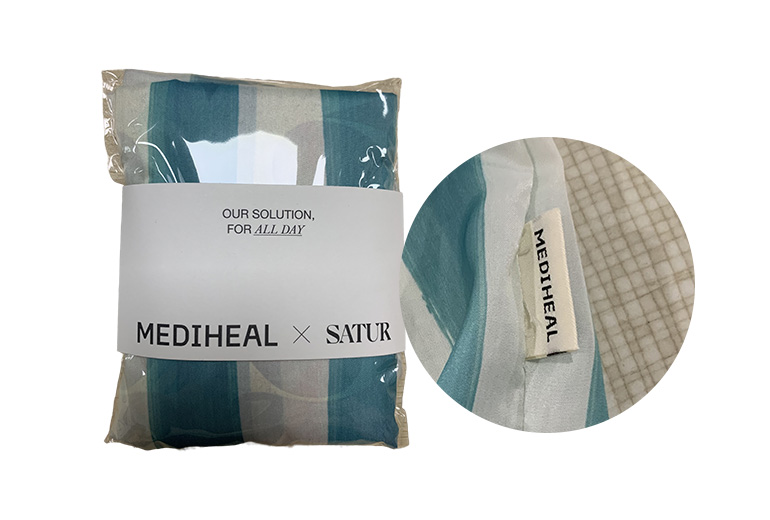 OUR SOLUTION,
FOR ALL DAY
MEDIHEAL × SATUR
MEDIHEAL